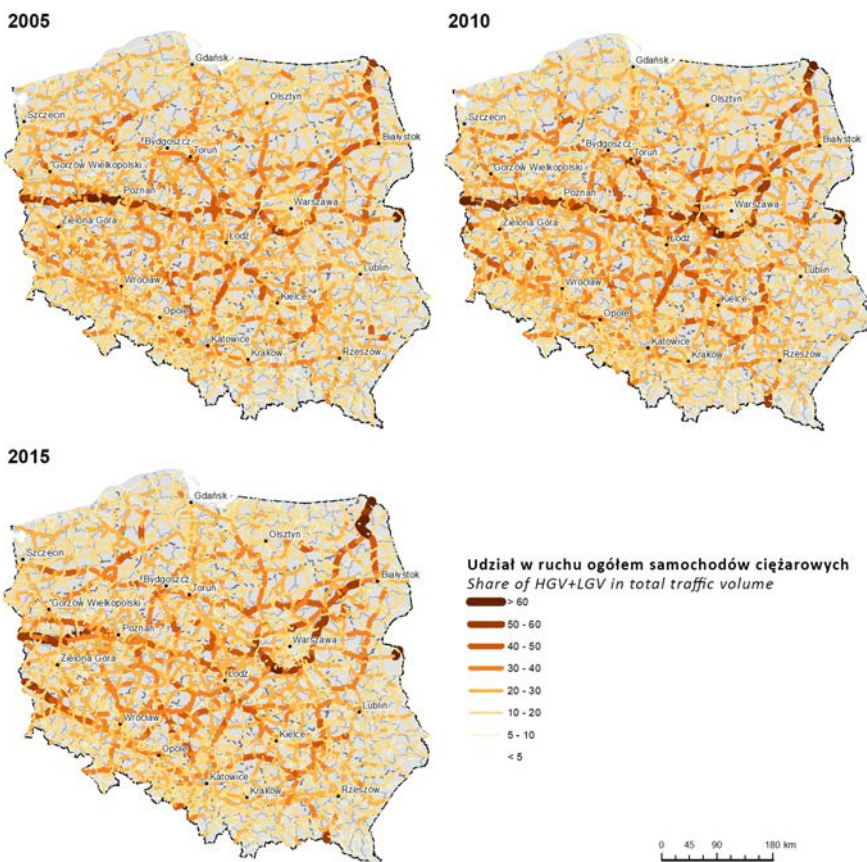 2005
Gdańsk
Olsztyn
Szczecin
Białystok
Bydgoszcz
Toruń
Gorzów Wielkopolski
Poznań
Warszawa
Zielona Góra
Łódź
Lublin
Wrocław
Kielce
Opole
Katowice
Kraków
Rzeszów
2010
Gdańsk
Olsztyn
Szczecin
Białystok
Bydgoszcz
Toruń
Gorzów Wielkopolski
Poznań
Warszawa
Zielona Góra
Łódź
Lublin
Wrocław
Kielce
Opole
Katowice
Kraków
Rzeszów
2015
Gdańsk
Olsztyn
Szczecin
Białystok
Bydgoszcz
Toruń
Gorzów Wielkopolski
Poznań
Warszawa
Zielona Góra
Łódź
Lublin
Wrocław
Kielce
Opole
Katowice
Kraków
Rzeszów
Udział w ruchu ogółem samochodów ciężarowych
Share of HGV+LGV in total traffic volume
> 60
50 - 60
40 - 50
30 - 40
20 - 30
10 - 20
5 - 10
< 5
0 45 90 180 km